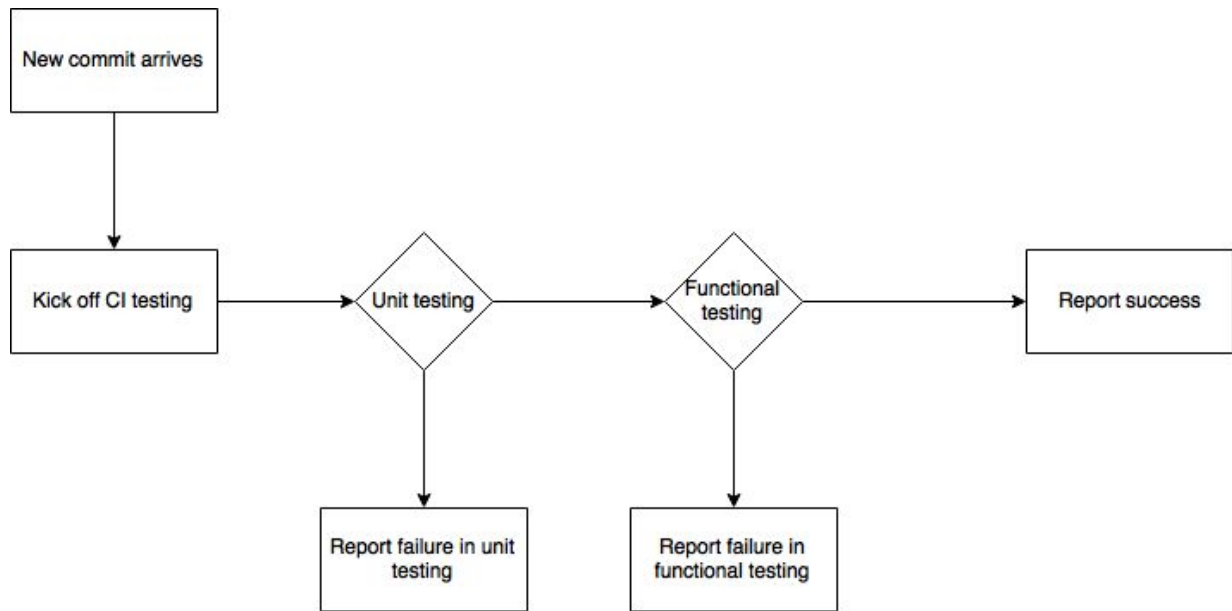 New commit arrives
Kick off CI testing
Unit testing
Functional
testing
Report success
Report failure in unit
testing
Report failure in
functional testing